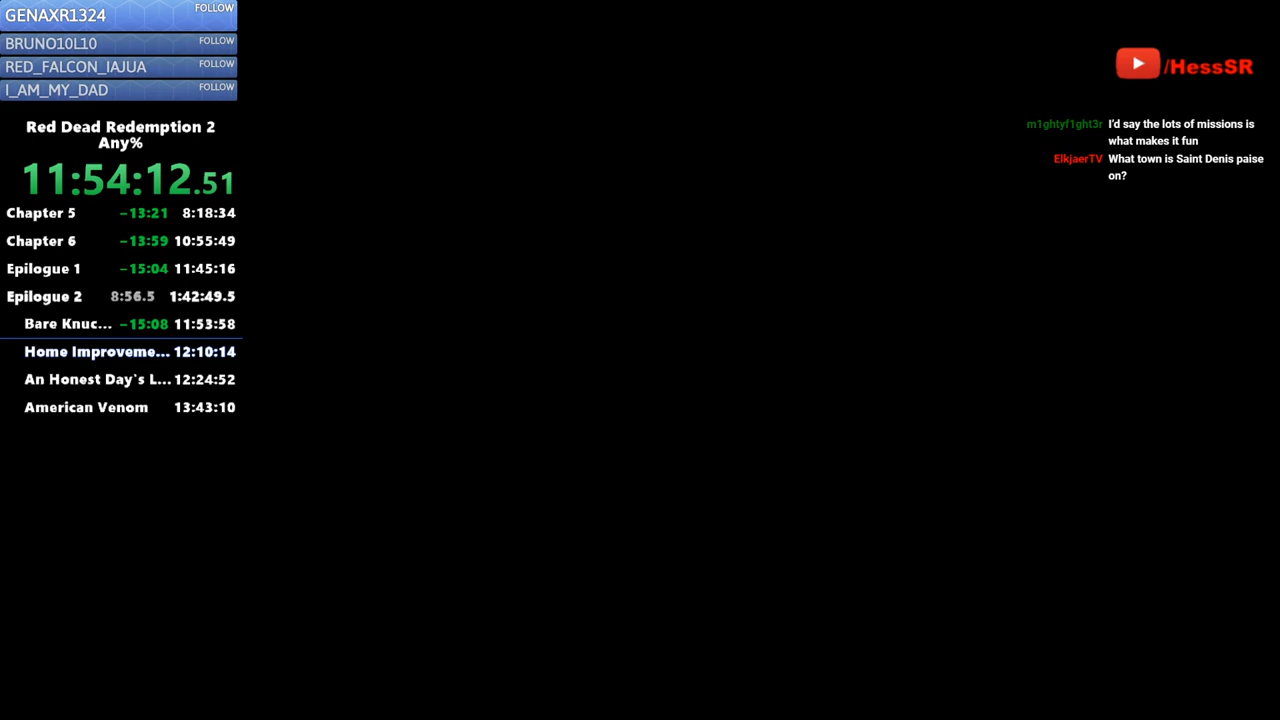 GENAXR1324 FOLLOW
BRUNO10L10 FOLLOW
RED_FALCON_IAJUA FOLLOW
I_AM_MY_DAD FOLLOW
Red Dead Redemption 2
Any%
11:54:12.51
Chapter 5 -13:21 8:18:34
Chapter 6 -13:59 10:55:49
Epilogue 1 -15:04 11:45:16
Epilogue 2 8:56.5 1:42:49.5
Bare Knuc... -15:08 11:53:58
Home Improveme... 12:10:14
An Honest Day's L... 12:24:52
American Venom 13:43:10
/HessSR
m1ghtyf1ght3r I'd say the lots of missions is
what makes it fun
ElkjaerTV What town is Saint Denis paise
on?